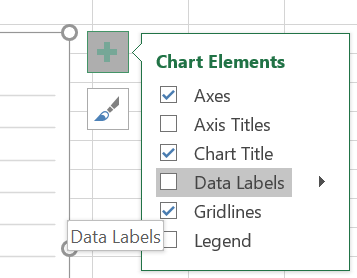 Chart Elements
Axes
Axis Titles
Chart Title
Data Labels
Gridlines
Data Labels
Legend